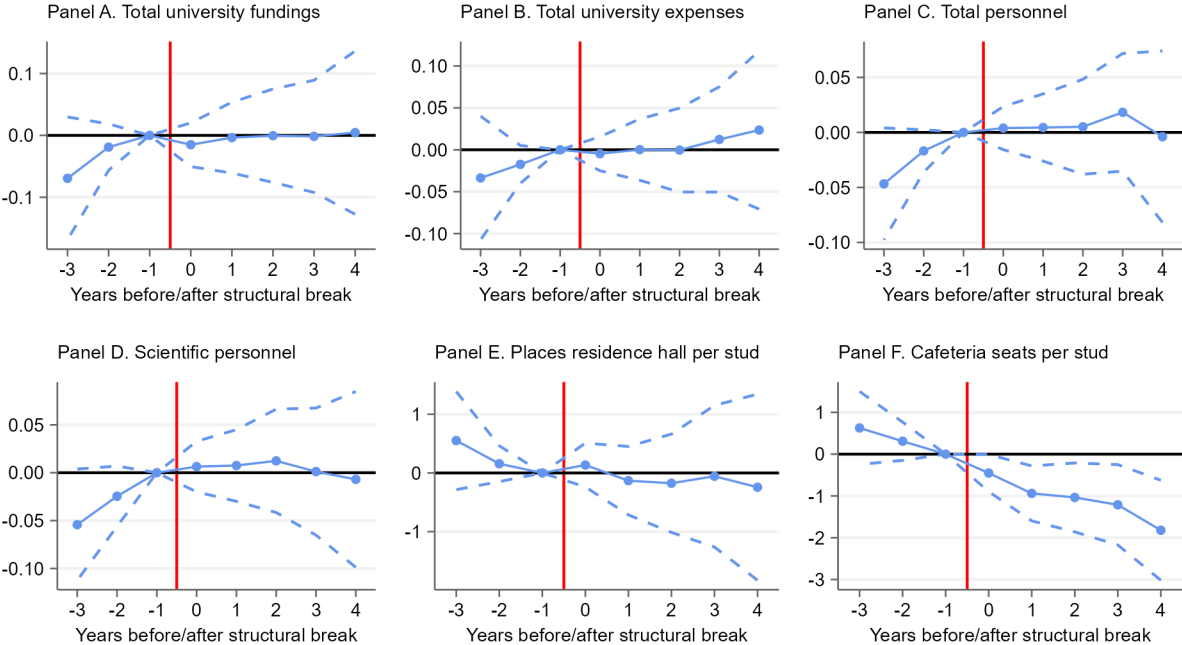 Panel A. Total university fundings
Panel B. Total university expenses
Panel C. Total personnel
0.1
0.0
-0.1
-3 -2 -1 0 1 2 3 4
Years before/after structural break
0.10
0.05
0.00
-0.05
-0.10
-3 -2 -1 0 1 2 3 4
Years before/after structural break
0.05
0.00
-0.05
-0.10
-3 -2 -1 0 1 2 3 4
Years before/after structural break
Panel D. Scientific personnel
Panel E. Places residence hall per stud
Panel F. Cafeteria seats per stud
0.05
0.00
-0.05
-0.10
-3 -2 -1 0 1 2 3 4
Years before/after structural break
1
0
-1
-3 -2 -1 0 1 2 3 4
Years before/after structural break
1
0
-1
-2
-3
-3 -2 -1 0 1 2 3 4
Years before/after structural break